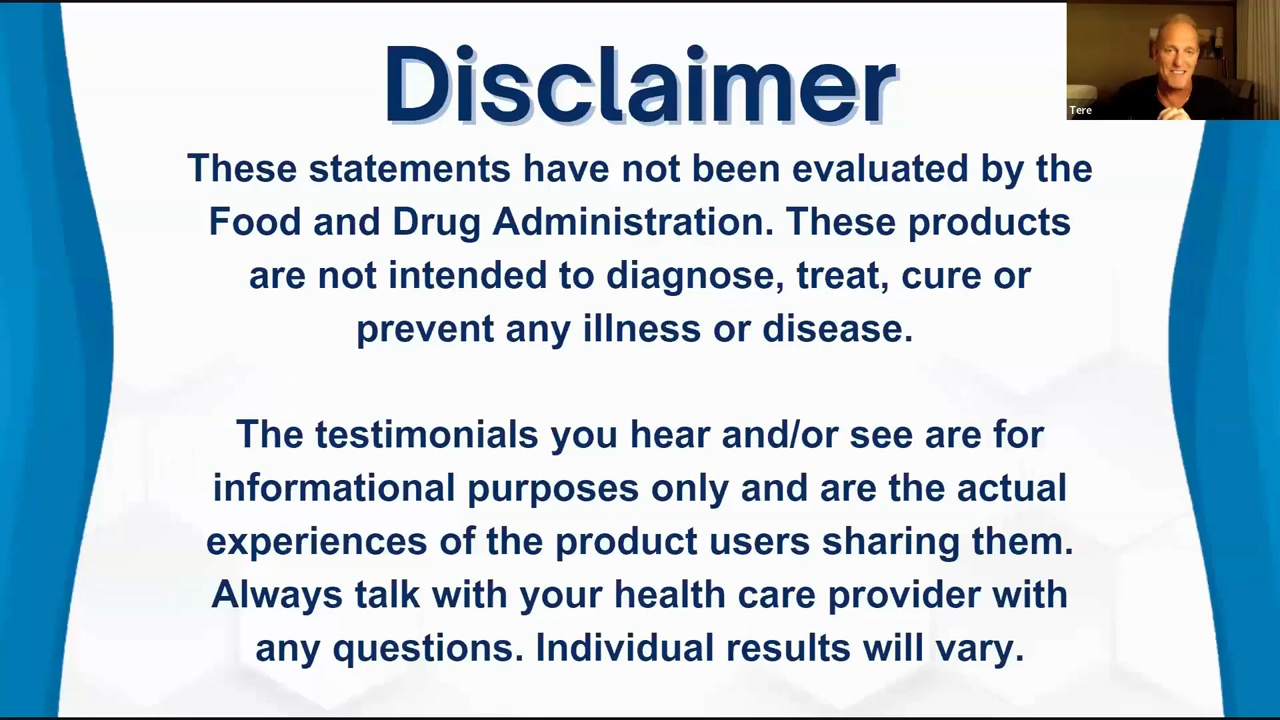 Disclaimer
Tere
These statements have not been evaluated by the
Food and Drug Administration. These products
are not intended to diagnose, treat, cure or
prevent any illness or disease.
The testimonials you hear and/or see are for
informational purposes only and are the actual
experiences of the product users sharing them.
Always talk with your health care provider with
any questions. Individual results will vary.